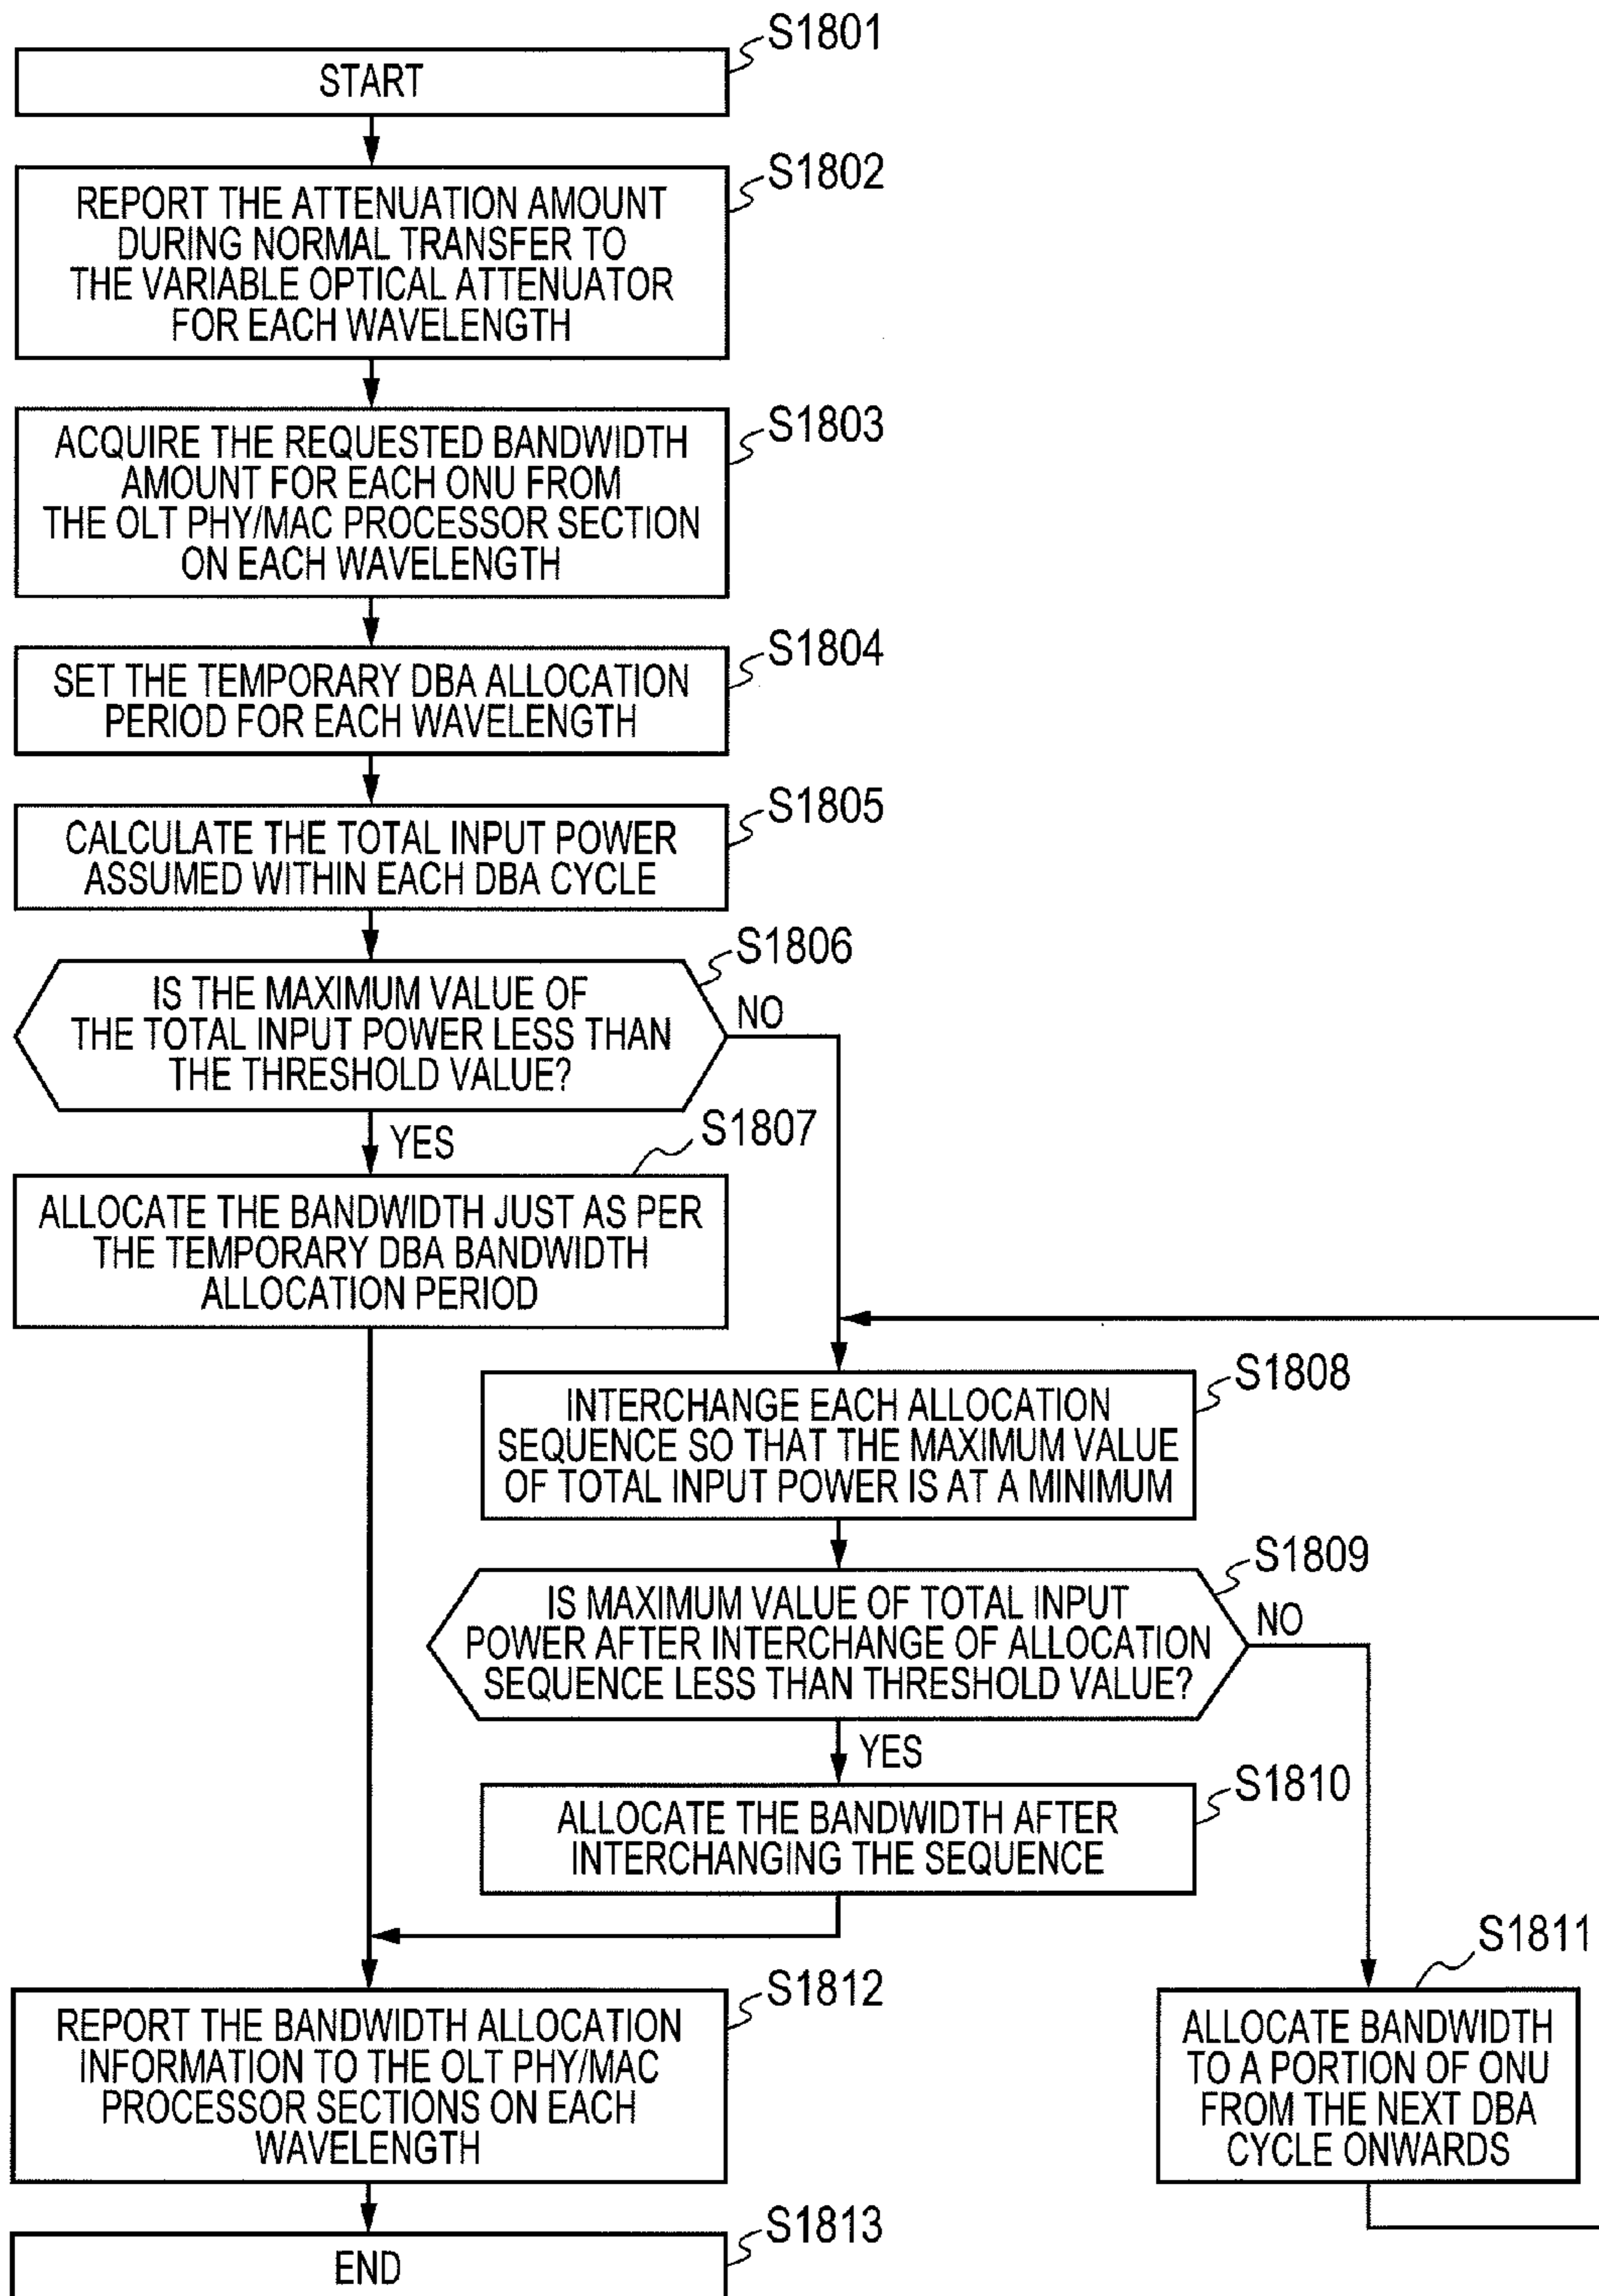 S1801
START
S1802
REPORT THE ATTENUATION AMOUNT
DURING NORMAL TRANSFER TO
THE VARIABLE OPTICAL ATTENUATOR
FOR EACH WAVELENGTH
S1803
ACQUIRE THE REQUESTED BANDWIDTH
AMOUNT FOR EACH ONU FROM
THE OLT PHY/MAC PROCESSOR SECTION
ON EACH WAVELENGTH
S1804
SET THE TEMPORARY DBA ALLOCATION
PERIOD FOR EACH WAVELENGTH
S1805
CALCULATE THE TOTAL INPUT POWER
ASSUMED WITHIN EACH DBA CYCLE
S1806
IS THE MAXIMUM VALUE OF
THE TOTAL INPUT POWER LESS THAN
THE THRESHOLD VALUE?
NO
YES
S1807
ALLOCATE THE BANDWIDTH JUST AS PER
THE TEMPORARY DBA BANDWIDTH
ALLOCATION PERIOD
S1808
INTERCHANGE EACH ALLOCATION
SEQUENCE SO THAT THE MAXIMUM VALUE
OF TOTAL INPUT POWER IS AT A MINIMUM
S1809
IS MAXIMUM VALUE OF TOTAL INPUT
POWER AFTER INTERCHANGE OF ALLOCATION
SEQUENCE LESS THAN THRESHOLD VALUE?
NO
YES
S1810
ALLOCATE THE BANDWIDTH AFTER
INTERCHANGING THE SEQUENCE
S1811
ALLOCATE BANDWIDTH
TO A PORTION OF ONU
FROM THE NEXT DBA
CYCLE ONWARDS
S1812
REPORT THE BANDWIDTH ALLOCATION
INFORMATION TO THE OLT PHY/MAC
PROCESSOR SECTIONS ON EACH
WAVELENGTH
S1813
END